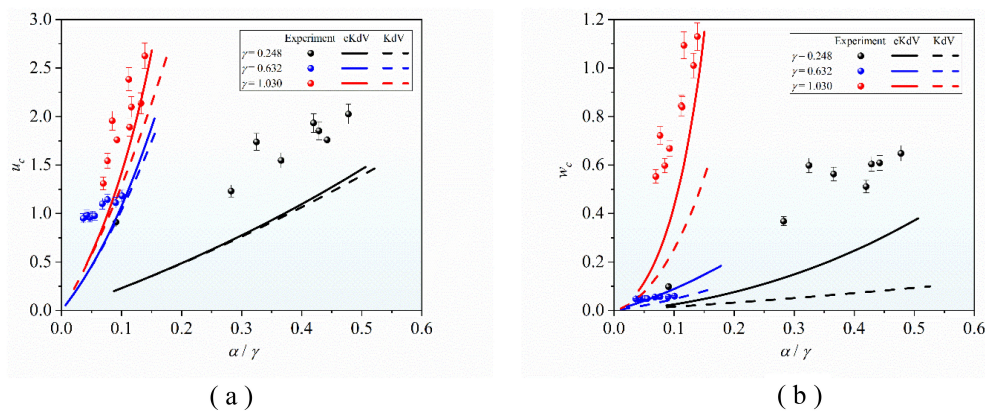 3.0
2.5
2.0
1.5
1.0
0.5
0.0
0.0 0.1 0.2 0.3 0.4 0.5 0.6
u_c
α / γ
Experiment eKdV KdV
γ = 0.248
γ = 0.632
γ = 1.030
( a )
1.2
1.0
0.8
0.6
0.4
0.2
0.0
0.0 0.1 0.2 0.3 0.4 0.5 0.6
w_c
α / γ
Experiment eKdV KdV
γ − 0.248
γ = 0.632
γ = 1.030
( b )